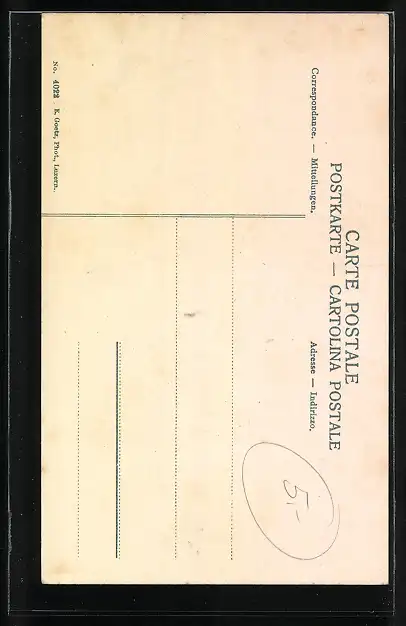 CARTE POSTALE
POSTKARTE — CARTOLINA POSTALE
Correspondance. — Mitteilungen.
Adresse — Indirizzo.
5.-
No. 4022 . E. Goetz, Phot., Luzern.